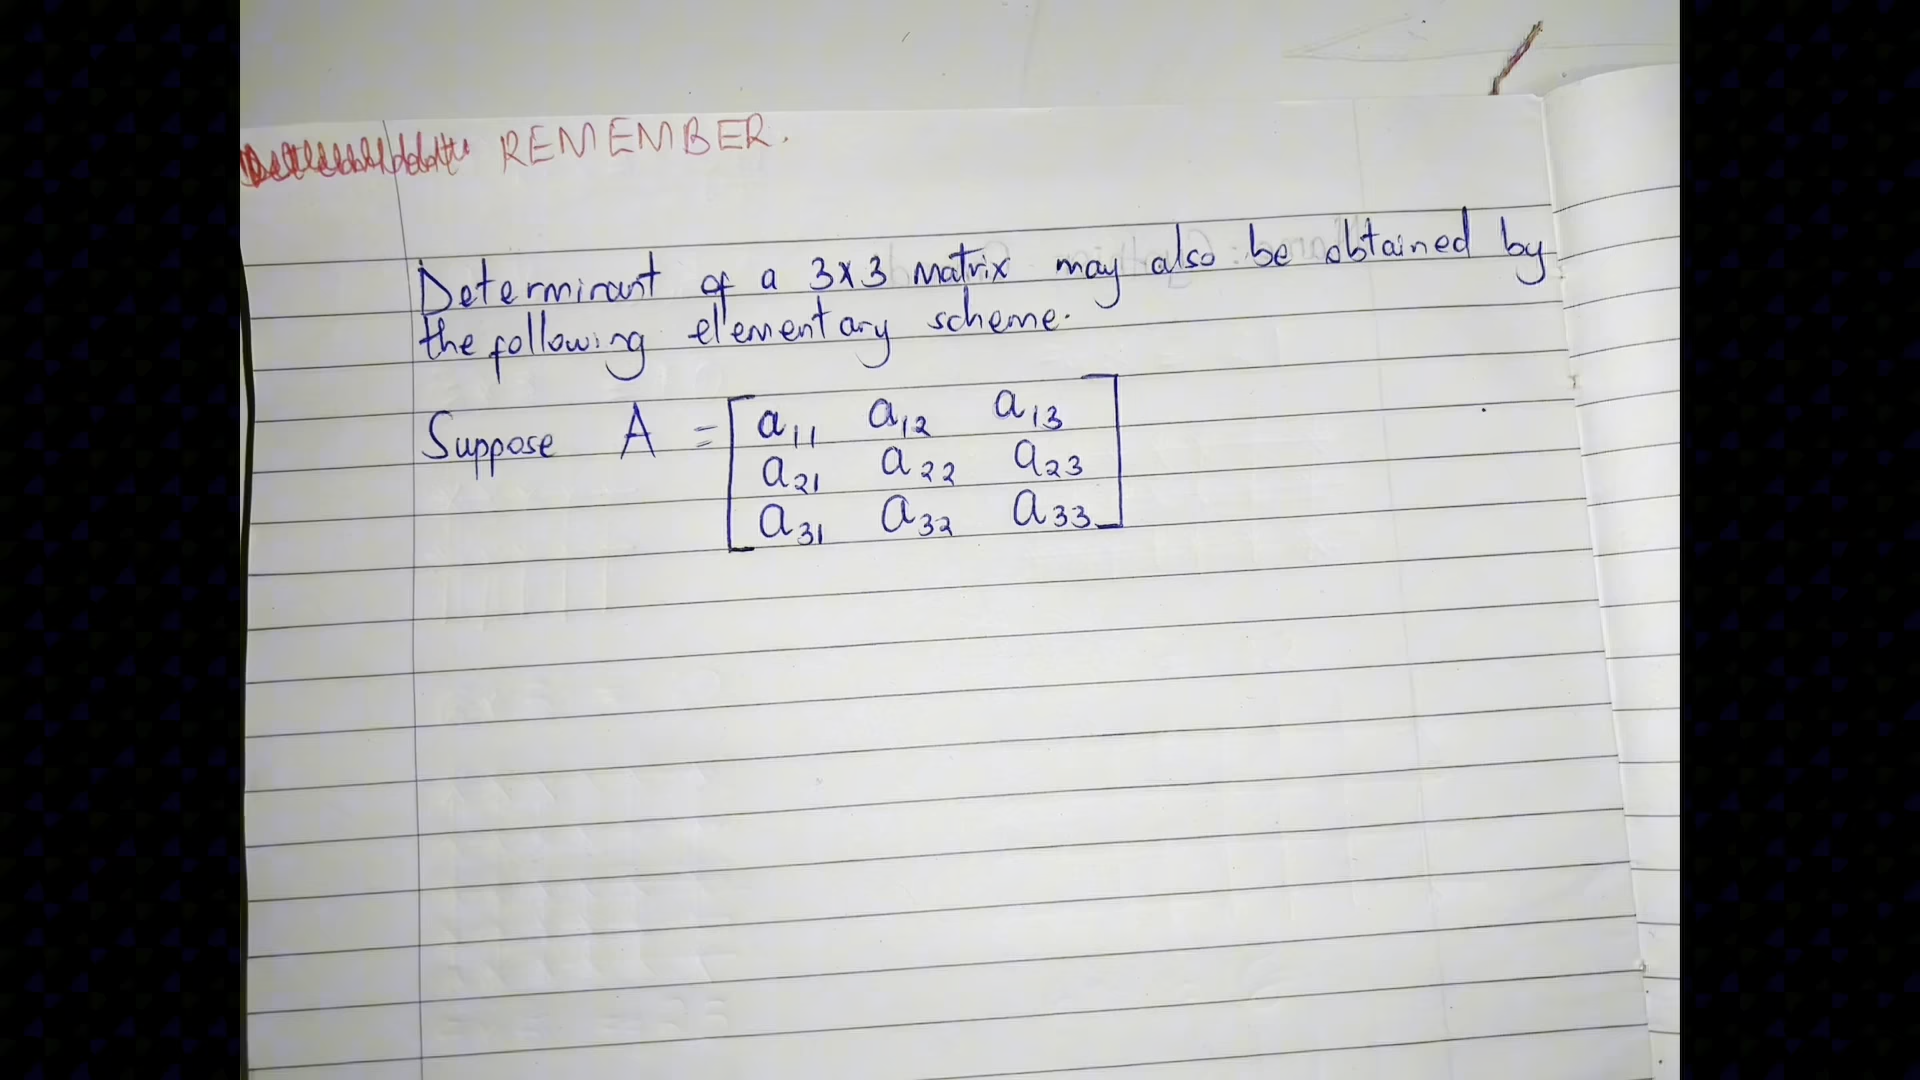 REMEMBER.
Determinant of a 3x3 matrix may also be obtained by
the following elementary scheme.
Suppose A = [a11 a12 a13
a21 a22 a23
a31 a32 a33]